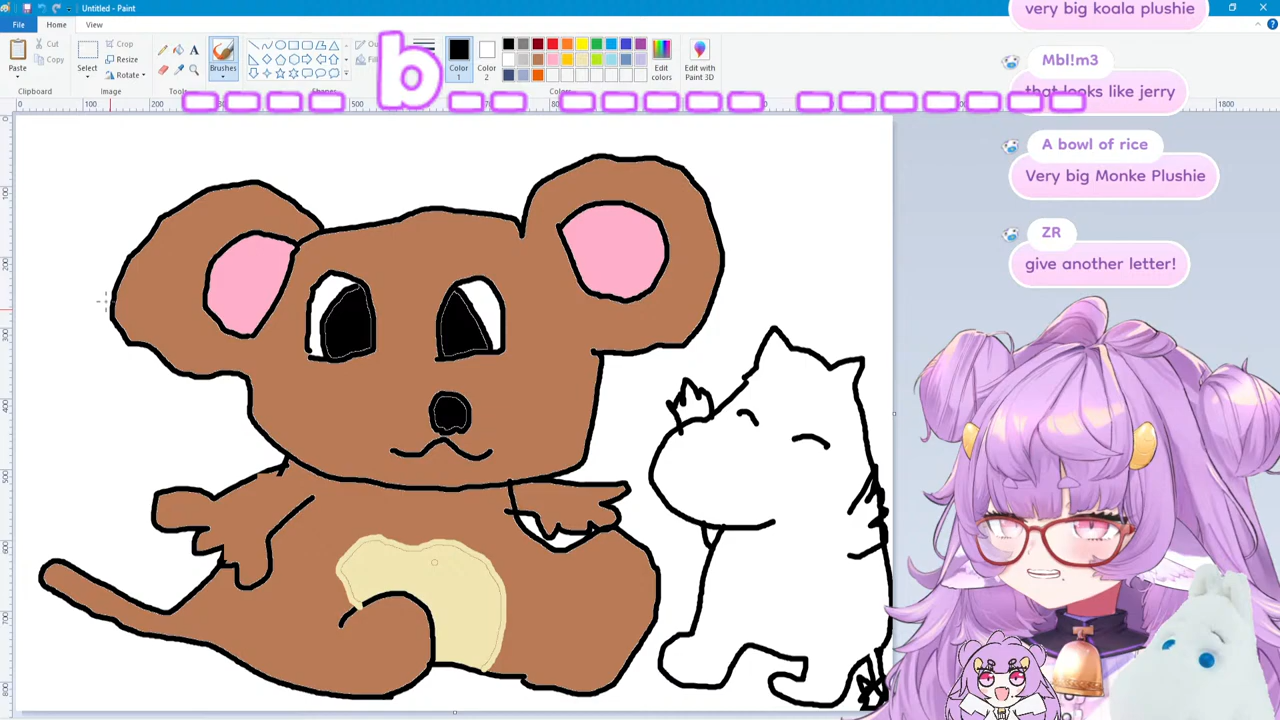 Untitled - Paint
very big koala plushie
File
Home
View
Cut
Copy
Paste
Crop
Resize
Rotate
Select
Brushes
Color 1
Color 2
Edit colors
Edit with Paint 3D
Clipboard
Image
Tools
b
Mbl!m3
that looks like jerry
A bowl of rice
Very big Monke Plushie
ZR
give another letter!